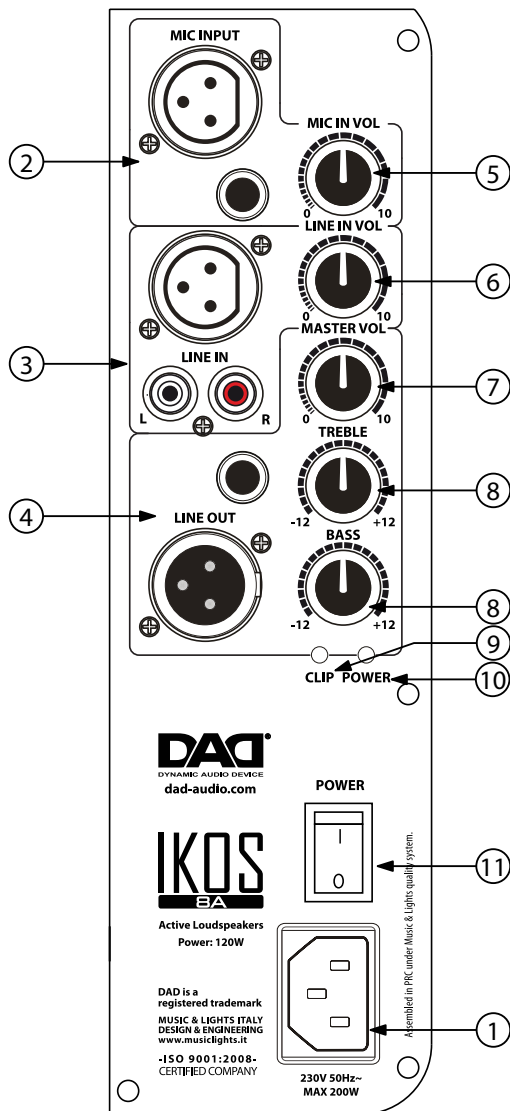 MIC INPUT
2
MIC IN VOL
5
0 10
LINE IN VOL
6
0 10
3
LINE IN
L R
MASTER VOL
7
0 10
TREBLE
8
-12 +12
4
LINE OUT
BASS
8
-12 +12
9
CLIP POWER
10
DAD
DYNAMIC AUDIO DEVICE
dad-audio.com
POWER
I
0
11
IKOS
8A
Active Loudspeakers
Power: 120W
Assembled in PRC under Music & Lights quality system.
DAD is a
registered trademark
MUSIC & LIGHTS ITALY
DESIGN & ENGINEERING
www.musiclights.it
-ISO 9001:2008-
CERTIFIED COMPANY
1
230V 50Hz~
MAX 200W